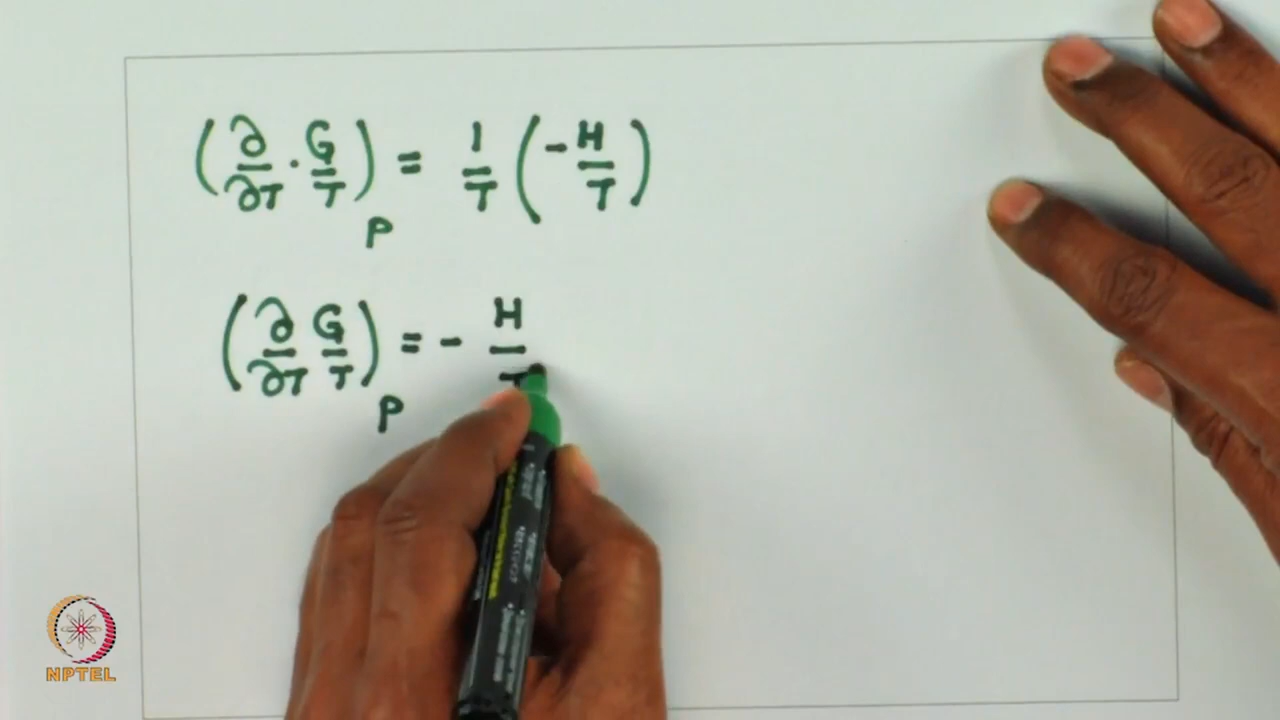 (∂/∂T · G/T)_P = 1/T (-H/T)
(∂/∂T G/T)_P = - H/T
NPTEL